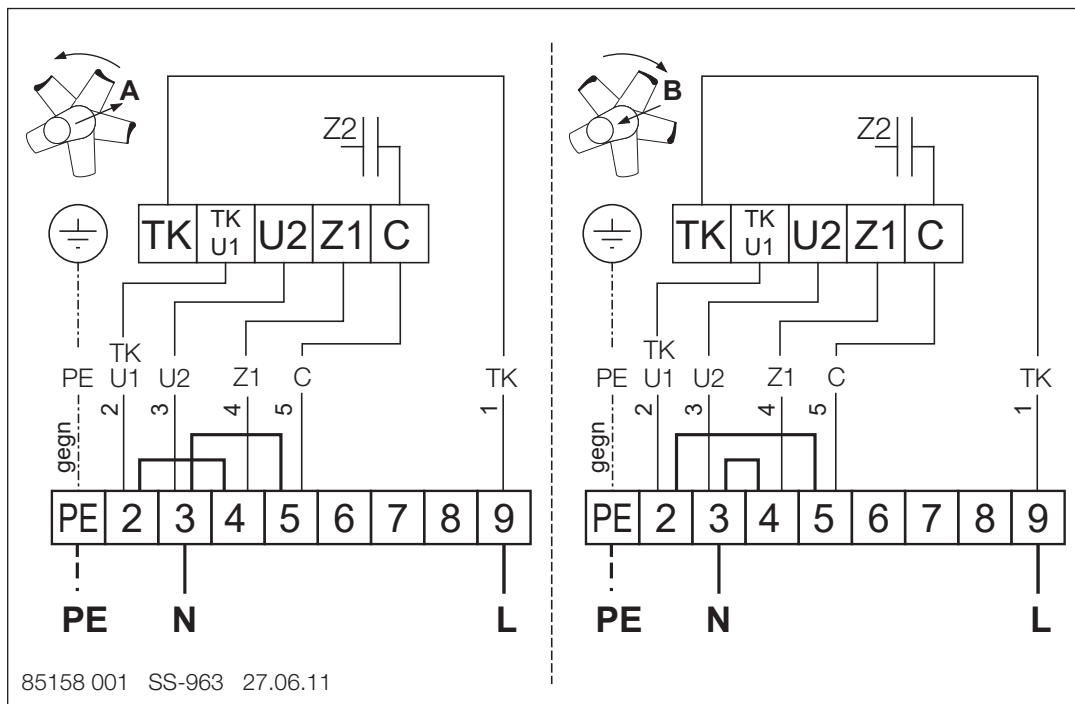 A
Z2
TK TK U1 U2 Z1 C
PE TK U1 U2 Z1 C TK
gegn 2 3 4 5 1
PE 2 3 4 5 6 7 8 9
PE N L
B
Z2
TK TK U1 U2 Z1 C
PE TK U1 U2 Z1 C TK
gegn 2 3 4 5 1
PE 2 3 4 5 6 7 8 9
PE N L
85158 001 SS-963 27.06.11